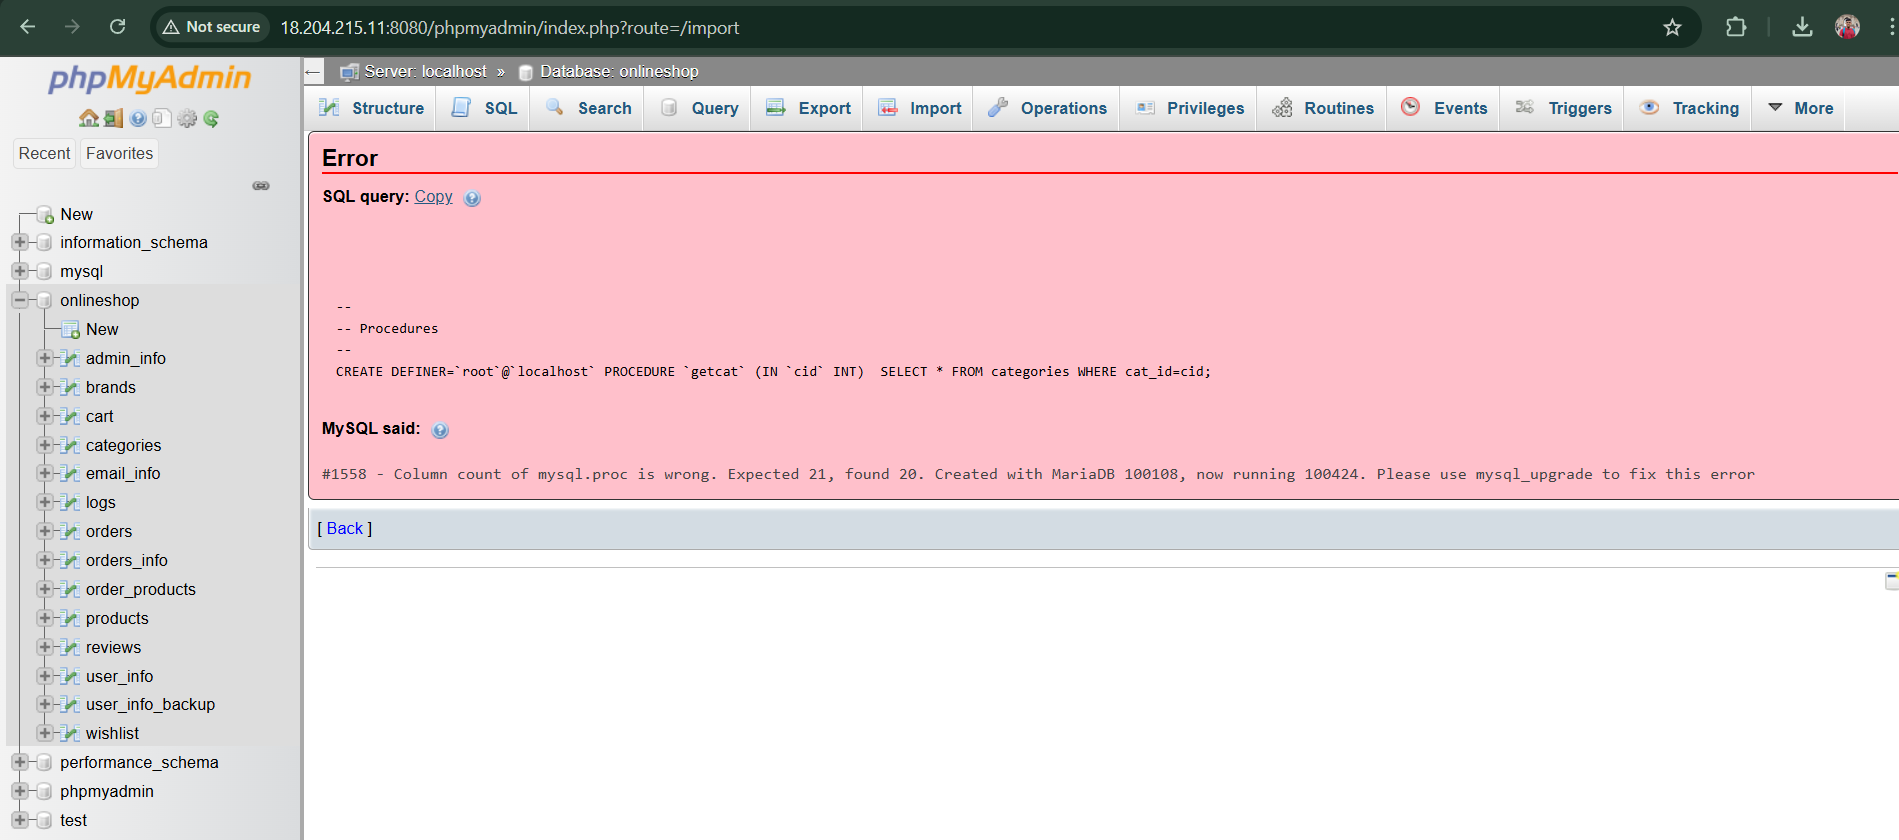 Not secure
18.204.215.11:8080/phpmyadmin/index.php?route=/import
phpMyAdmin
Recent
Favorites
New
information_schema
mysql
onlineshop
New
admin_info
brands
cart
categories
email_info
logs
orders
orders_info
order_products
products
reviews
user_info
user_info_backup
wishlist
performance_schema
phpmyadmin
test
Server: localhost » Database: onlineshop
Structure SQL Search Query Export Import Operations Privileges Routines Events Triggers Tracking More
Error
SQL query: Copy
--
-- Procedures
--
CREATE DEFINER=`root`@`localhost` PROCEDURE `getcat` (IN `cid` INT)  SELECT * FROM categories WHERE cat_id=cid;
MySQL said:
#1558 - Column count of mysql.proc is wrong. Expected 21, found 20. Created with MariaDB 100108, now running 100424. Please use mysql_upgrade to fix this error
[ Back ]